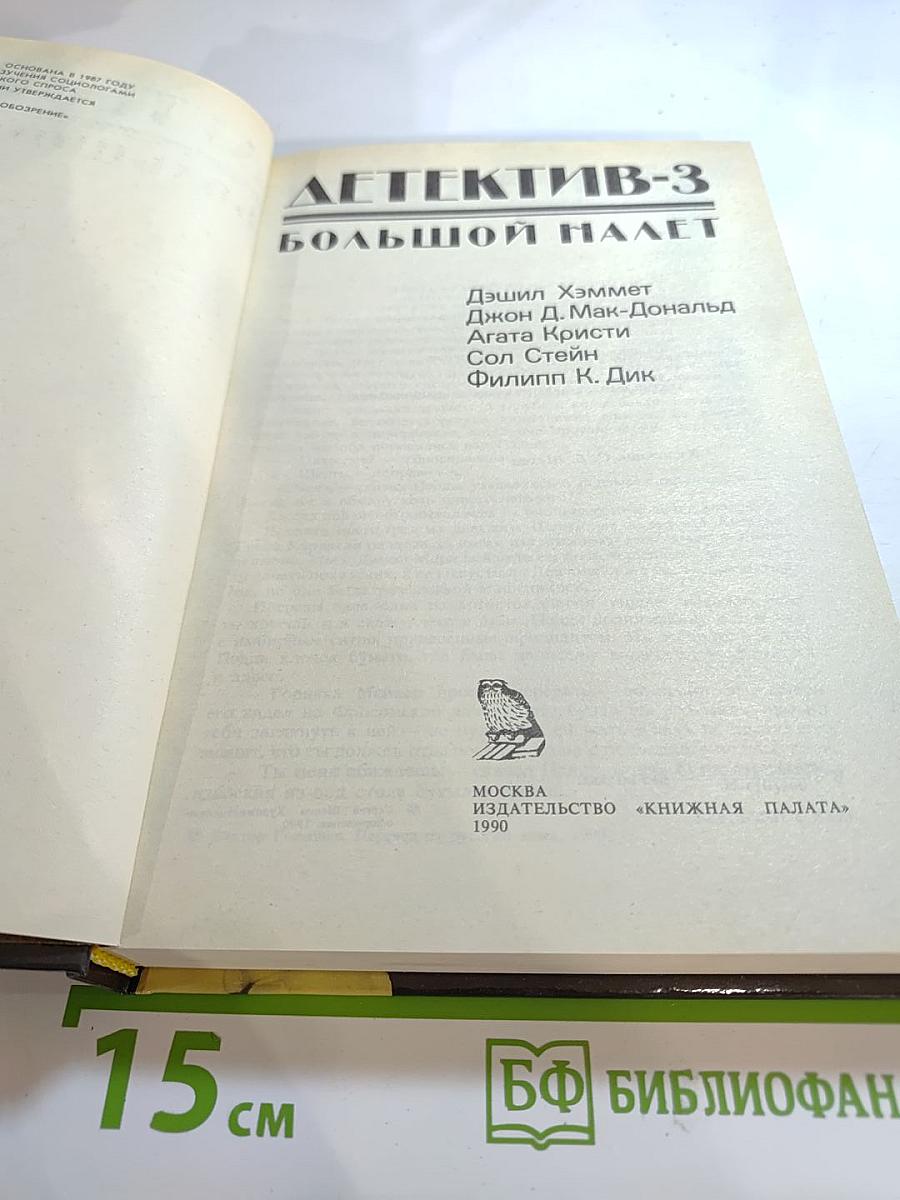 ОСНОВАНА В 1987 ГОДУ
ЗУЧЕНИЯ СОЦИОЛОГАМИ
КОГО СПРОСА
И УТВЕРЖДАЕТСЯ
ОБОЗРЕНИЕ»
ДЕТЕКТИВ-3
БОЛЬШОЙ НАЛЕТ
Дэшил Хэммет
Джон Д. Мак-Дональд
Агата Кристи
Сол Стейн
Филипп К. Дик
МОСКВА
ИЗДАТЕЛЬСТВО «КНИЖНАЯ ПАЛАТА»
1990
15 см
БФ БИБЛИОФАН